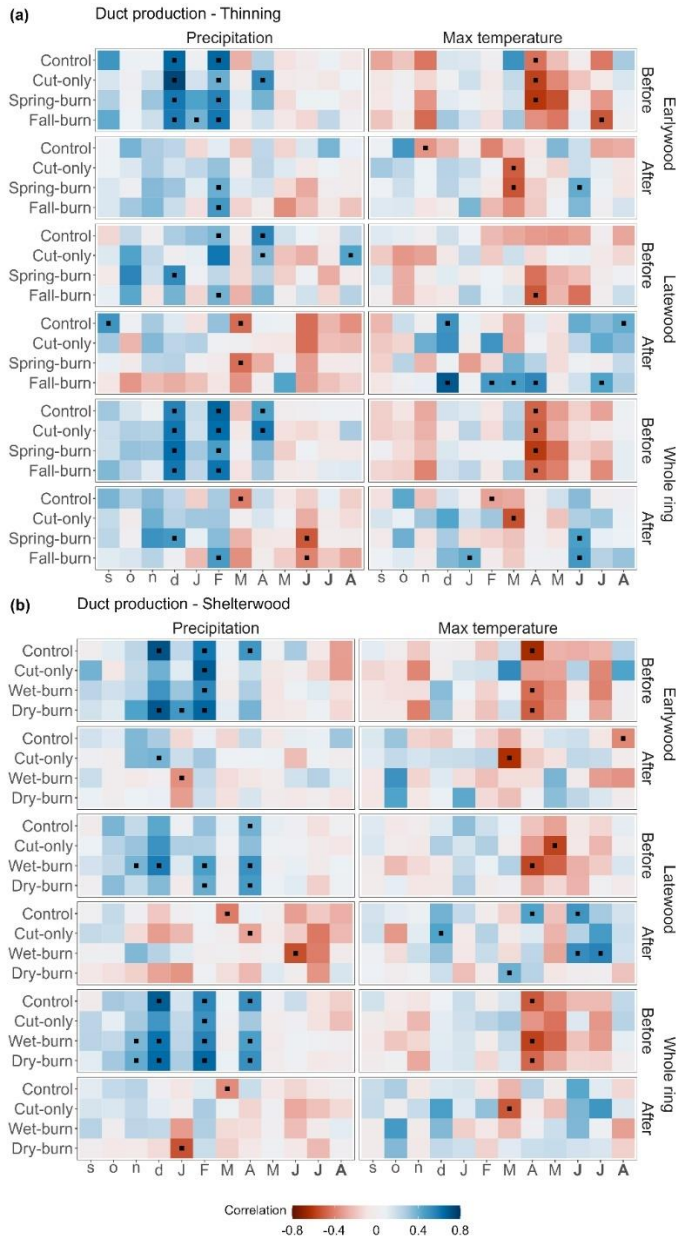 (a) Duct production - Thinning
Precipitation Max temperature
Control
Cut-only
Spring-burn
Fall-burn
Before
Control
Cut-only
Spring-burn
Fall-burn
After
Earlywood
Control
Cut-only
Spring-burn
Fall-burn
Before
Control
Cut-only
Spring-burn
Fall-burn
After
Latewood
Control
Cut-only
Spring-burn
Fall-burn
Before
Control
Cut-only
Spring-burn
Fall-burn
After
Whole ring
s o n d J F M A M J J A s o n d J F M A M J J A
(b) Duct production - Shelterwood
Precipitation Max temperature
Control
Cut-only
Wet-burn
Dry-burn
Before
Control
Cut-only
Wet-burn
Dry-burn
After
Earlywood
Control
Cut-only
Wet-burn
Dry-burn
Before
Control
Cut-only
Wet-burn
Dry-burn
After
Latewood
Control
Cut-only
Wet-burn
Dry-burn
Before
Control
Cut-only
Wet-burn
Dry-burn
After
Whole ring
s o n d J F M A M J J A s o n d J F M A M J J A
Correlation
-0.8 -0.4 0 0.4 0.8